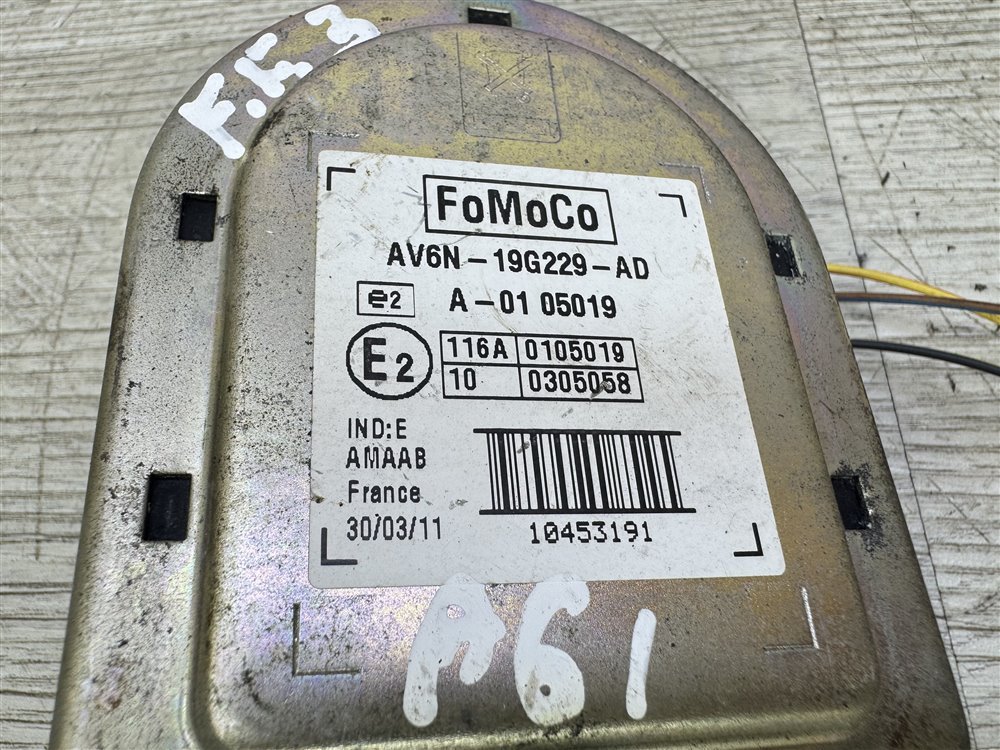 F.F 3
FoMoCo
AV6N-19G229-AD
e2 A-01 05019
E2 116A 0105019
10 0305058
IND:E
AMAAB
France
30/03/11
10453191
A61